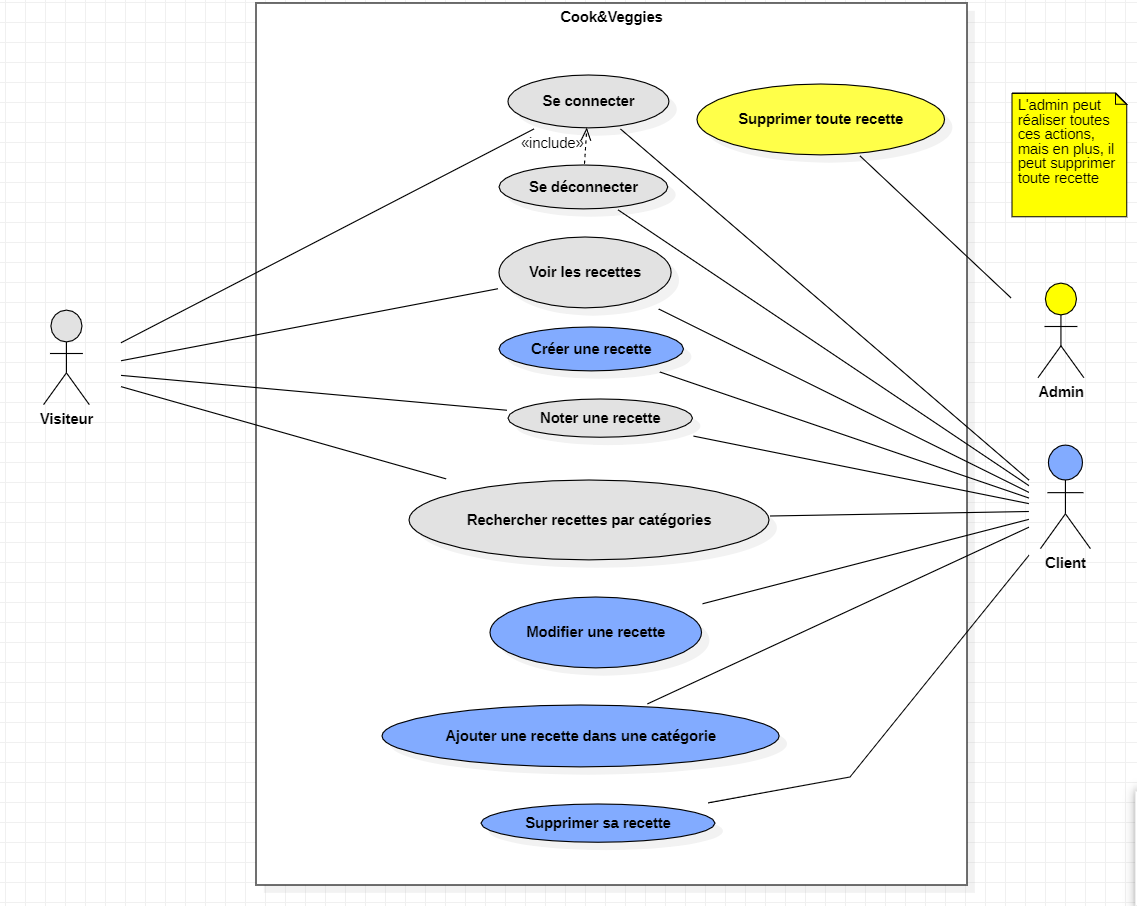 Cook&Veggies
Se connecter
Supprimer toute recette
L'admin peut
réaliser toutes
ces actions,
mais en plus, il
peut supprimer
toute recette
«include»
Se déconnecter
Voir les recettes
Créer une recette
Admin
Noter une recette
Visiteur
Rechercher recettes par catégories
Client
Modifier une recette
Ajouter une recette dans une catégorie
Supprimer sa recette